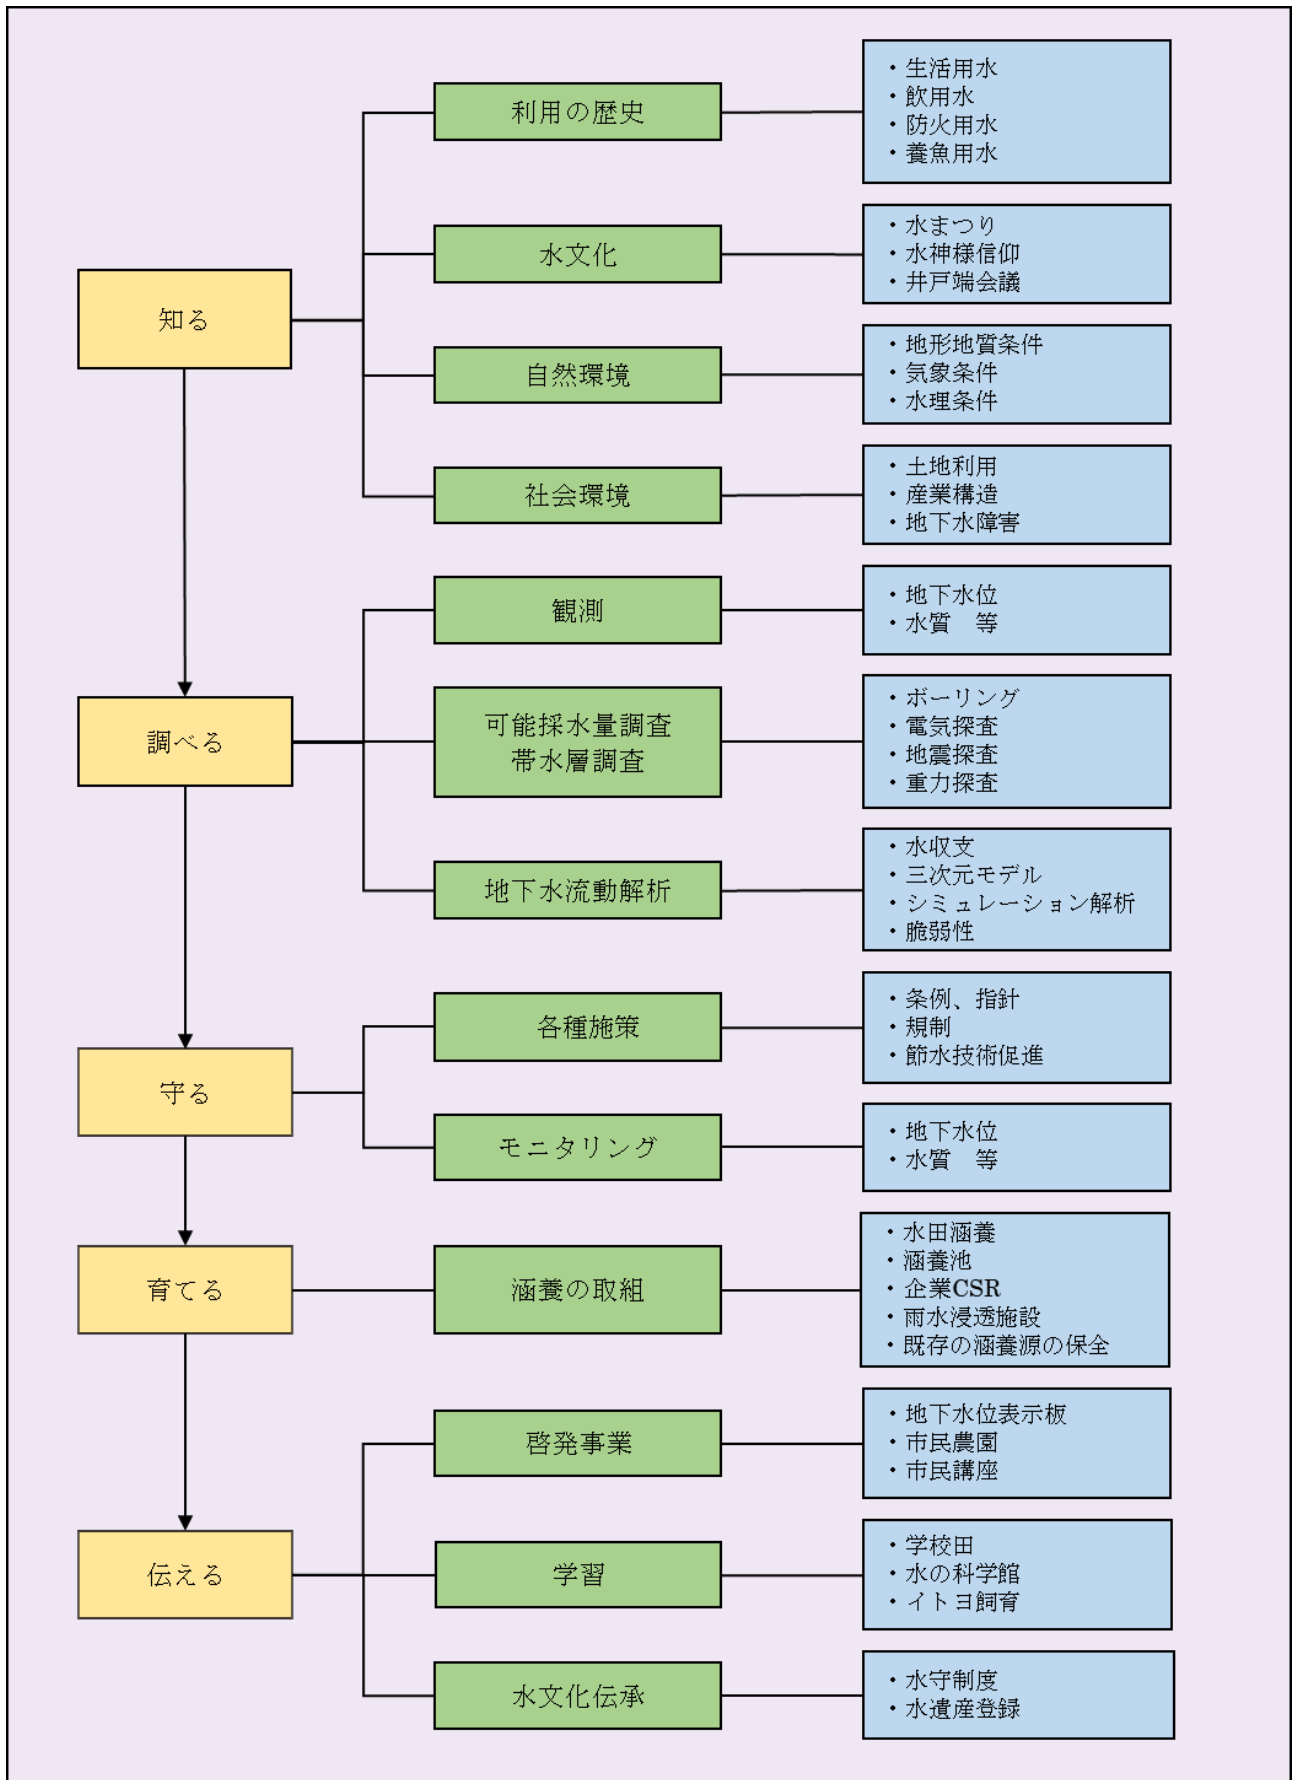 知る
利用の歴史
・生活用水
・飲用水
・防火用水
・養魚用水
水文化
・水まつり
・水神様信仰
・井戸端会議
自然環境
・地形地質条件
・気象条件
・水理条件
社会環境
・土地利用
・産業構造
・地下水障害
調べる
観測
・地下水位
・水質　等
可能採水量調査
帯水層調査
・ボーリング
・電気探査
・地震探査
・重力探査
地下水流動解析
・水収支
・三次元モデル
・シミュレーション解析
・脆弱性
守る
各種施策
・条例、指針
・規制
・節水技術促進
モニタリング
・地下水位
・水質　等
育てる
涵養の取組
・水田涵養
・涵養池
・企業CSR
・雨水浸透施設
・既存の涵養源の保全
伝える
啓発事業
・地下水位表示板
・市民農園
・市民講座
学習
・学校田
・水の科学館
・イトヨ飼育
水文化伝承
・水守制度
・水遺産登録